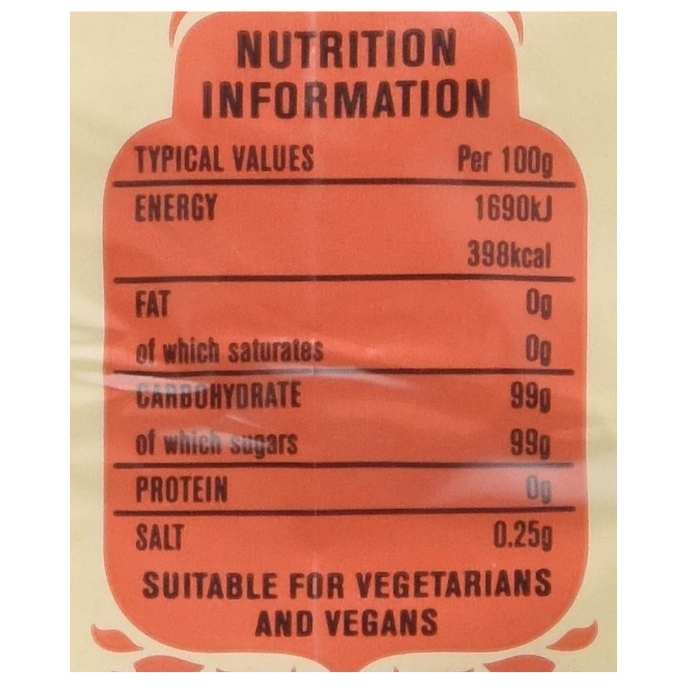 NUTRITION
INFORMATION
TYPICAL VALUES Per 100g
ENERGY 1690kJ
398kcal
FAT 0g
of which saturates 0g
CARBOHYDRATE 99g
of which sugars 99g
PROTEIN 0g
SALT 0.25g
SUITABLE FOR VEGETARIANS
AND VEGANS